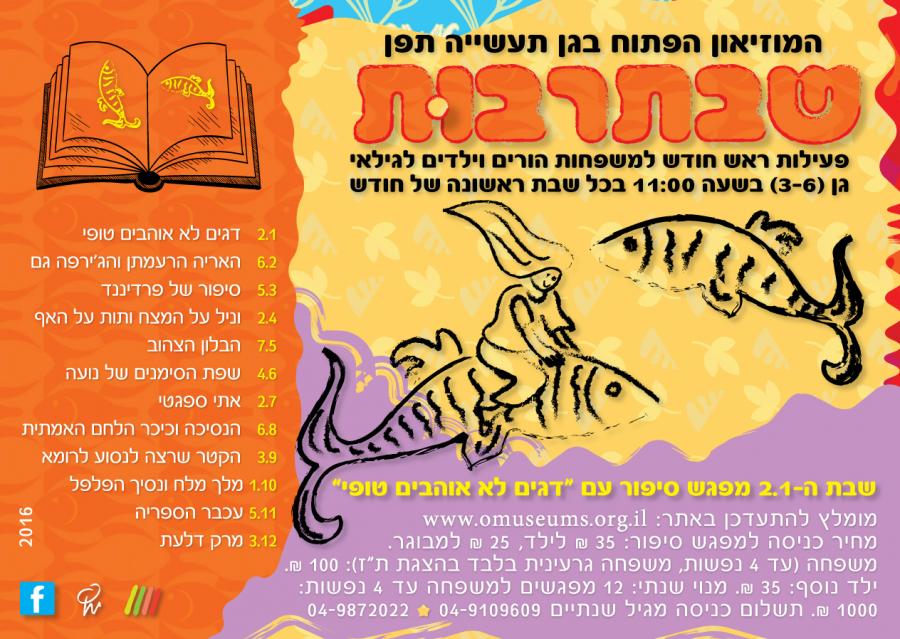 המוזיאון הפתוח בגן תעשייה תפן
שבתרבות
פעילות ראש חודש למשפחות הורים וילדים לגילאי
גן (3-6) בשעה 11:00 בכל שבת ראשונה של חודש
2.1 דגים לא אוהבים טופי
6.2 האריה הרעמתן והג'ירפה גם
5.3 סיפור של פרדיננד
2.4 וניל על המצח ותות על האף
7.5 הבלון הצהוב
4.6 שפת הסימנים של נועה
2.7 אתי ספגטי
6.8 הנסיכה וכיכר הלחם האמתית
3.9 הקטר שרצה לנסוע לרומא
1.10 מלך מלח ונסיך הפלפל
5.11 עכבר הספריה
3.12 מרק דלעת
2016
שבת ה-2.1 מפגש סיפור עם "דגים לא אוהבים טופי"
מומלץ להתעדכן באתר: www.omuseums.org.il
מחיר כניסה למפגש סיפור: 35 ₪ לילד, 25 ₪ למבוגר.
משפחה (עד 4 נפשות, משפחה גרעינית בלבד בהצגת ת"ז): 100 ₪.
ילד נוסף: 35 ₪. מנוי שנתי: 12 מפגשים למשפחה עד 4 נפשות:
1000 ₪. תשלום כניסה מגיל שנתיים 04-9109609 ★ 04-9872022
f